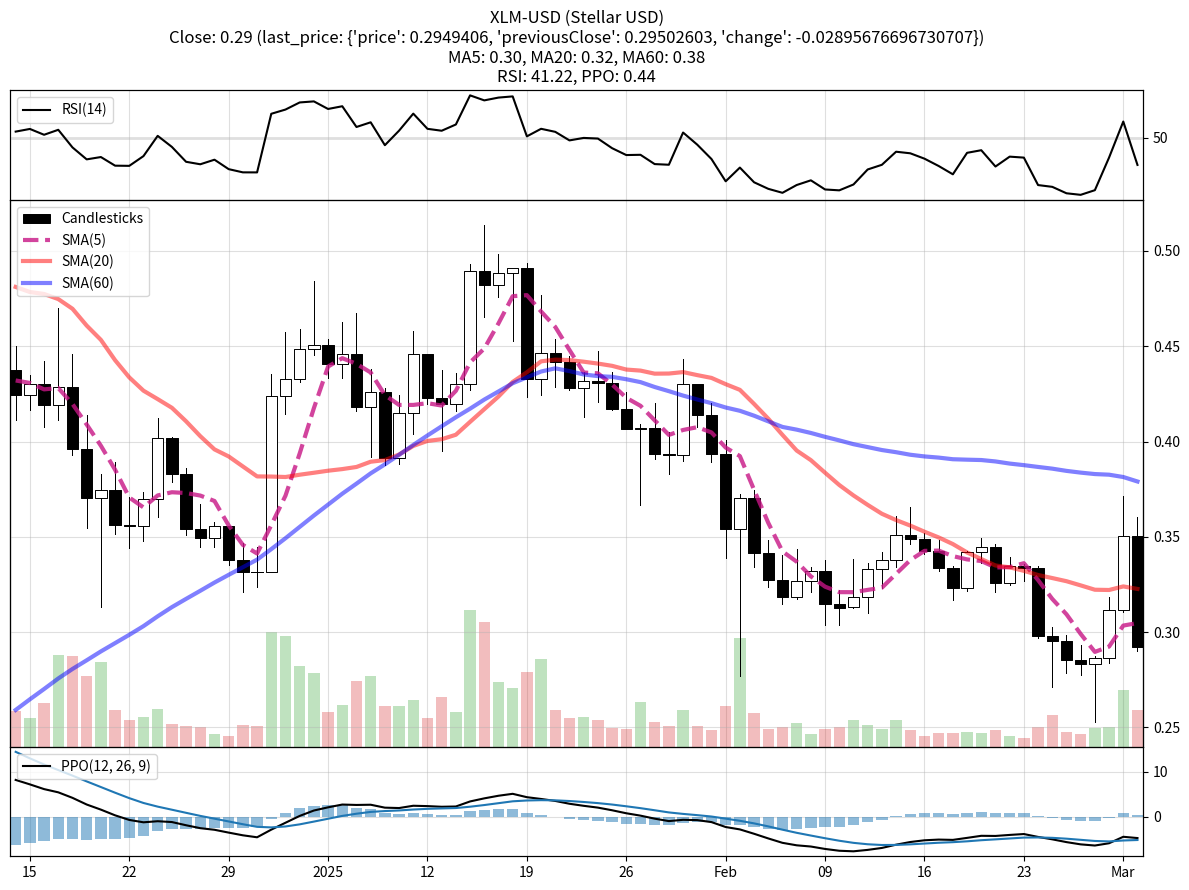 XLM-USD (Stellar USD)
Close: 0.29 (last_price: {'price': 0.2949406, 'previousClose': 0.29502603, 'change': -0.02895676696730707})
MA5: 0.30, MA20: 0.32, MA60: 0.38
RSI: 41.22, PPO: 0.44
RSI(14)
50
Candlesticks
SMA(5)
SMA(20)
SMA(60)
0.50
0.45
0.40
0.35
0.30
0.25
PPO(12, 26, 9)
10
0
15 22 29 2025 12 19 26 Feb 09 16 23 Mar